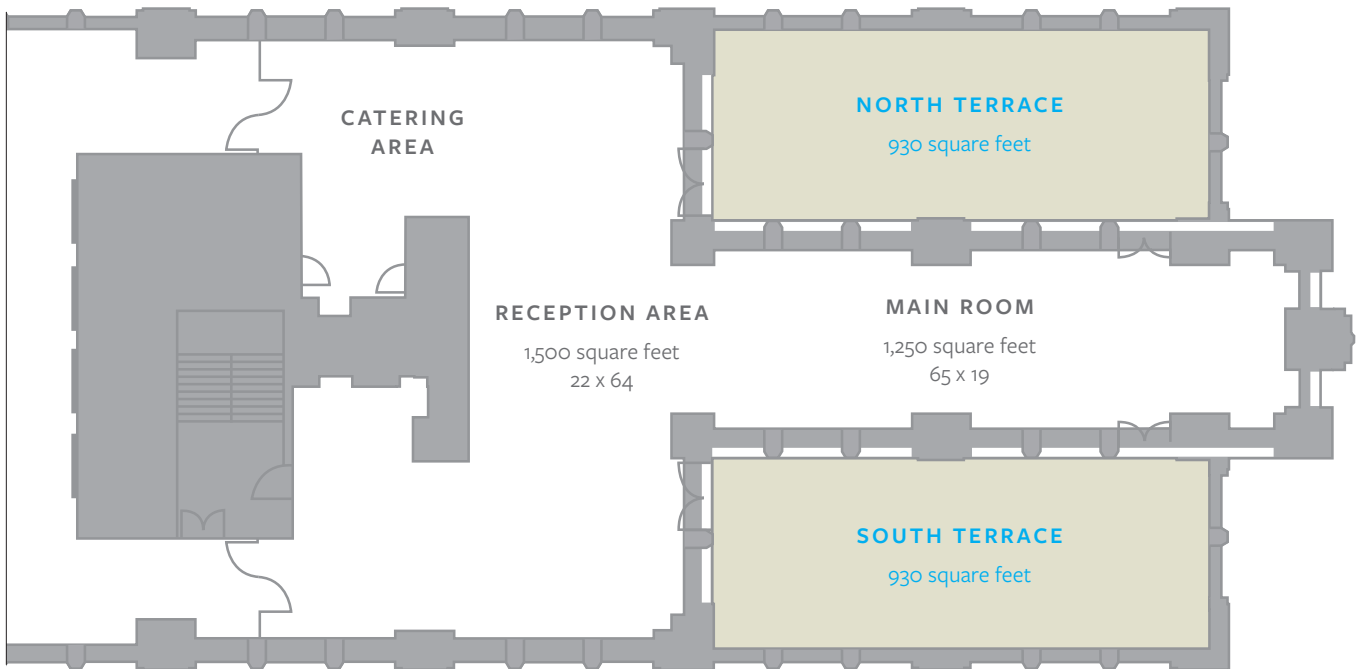 CATERING
AREA
NORTH TERRACE
930 square feet
RECEPTION AREA
1,500 square feet
22 x 64
MAIN ROOM
1,250 square feet
65 x 19
SOUTH TERRACE
930 square feet